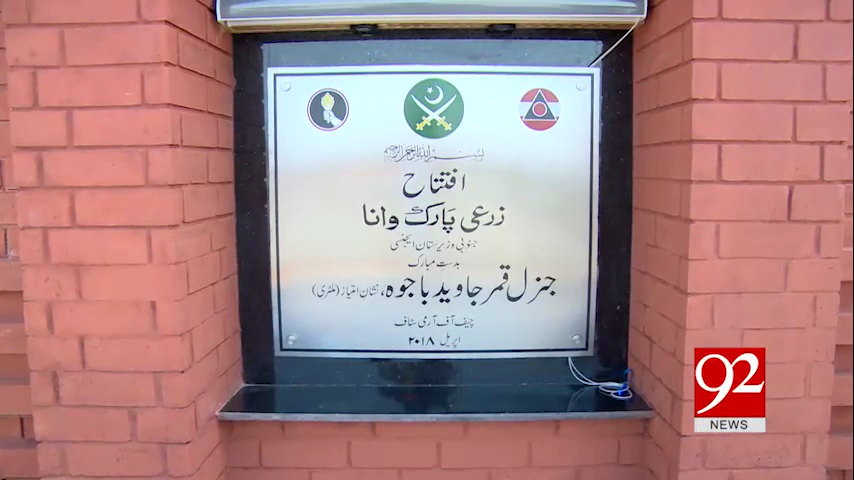 بسم اللہ الرحمن الرحیم
افتتاح
زرعی پارک وانا
جنوبی وزیرستان ایجنسی
بدست مبارک
جنرل قمر جاوید باجوہ، نشان امتیاز (ملٹری)
چیف آف آرمی سٹاف
اپریل ۲۰۱۸
92
NEWS